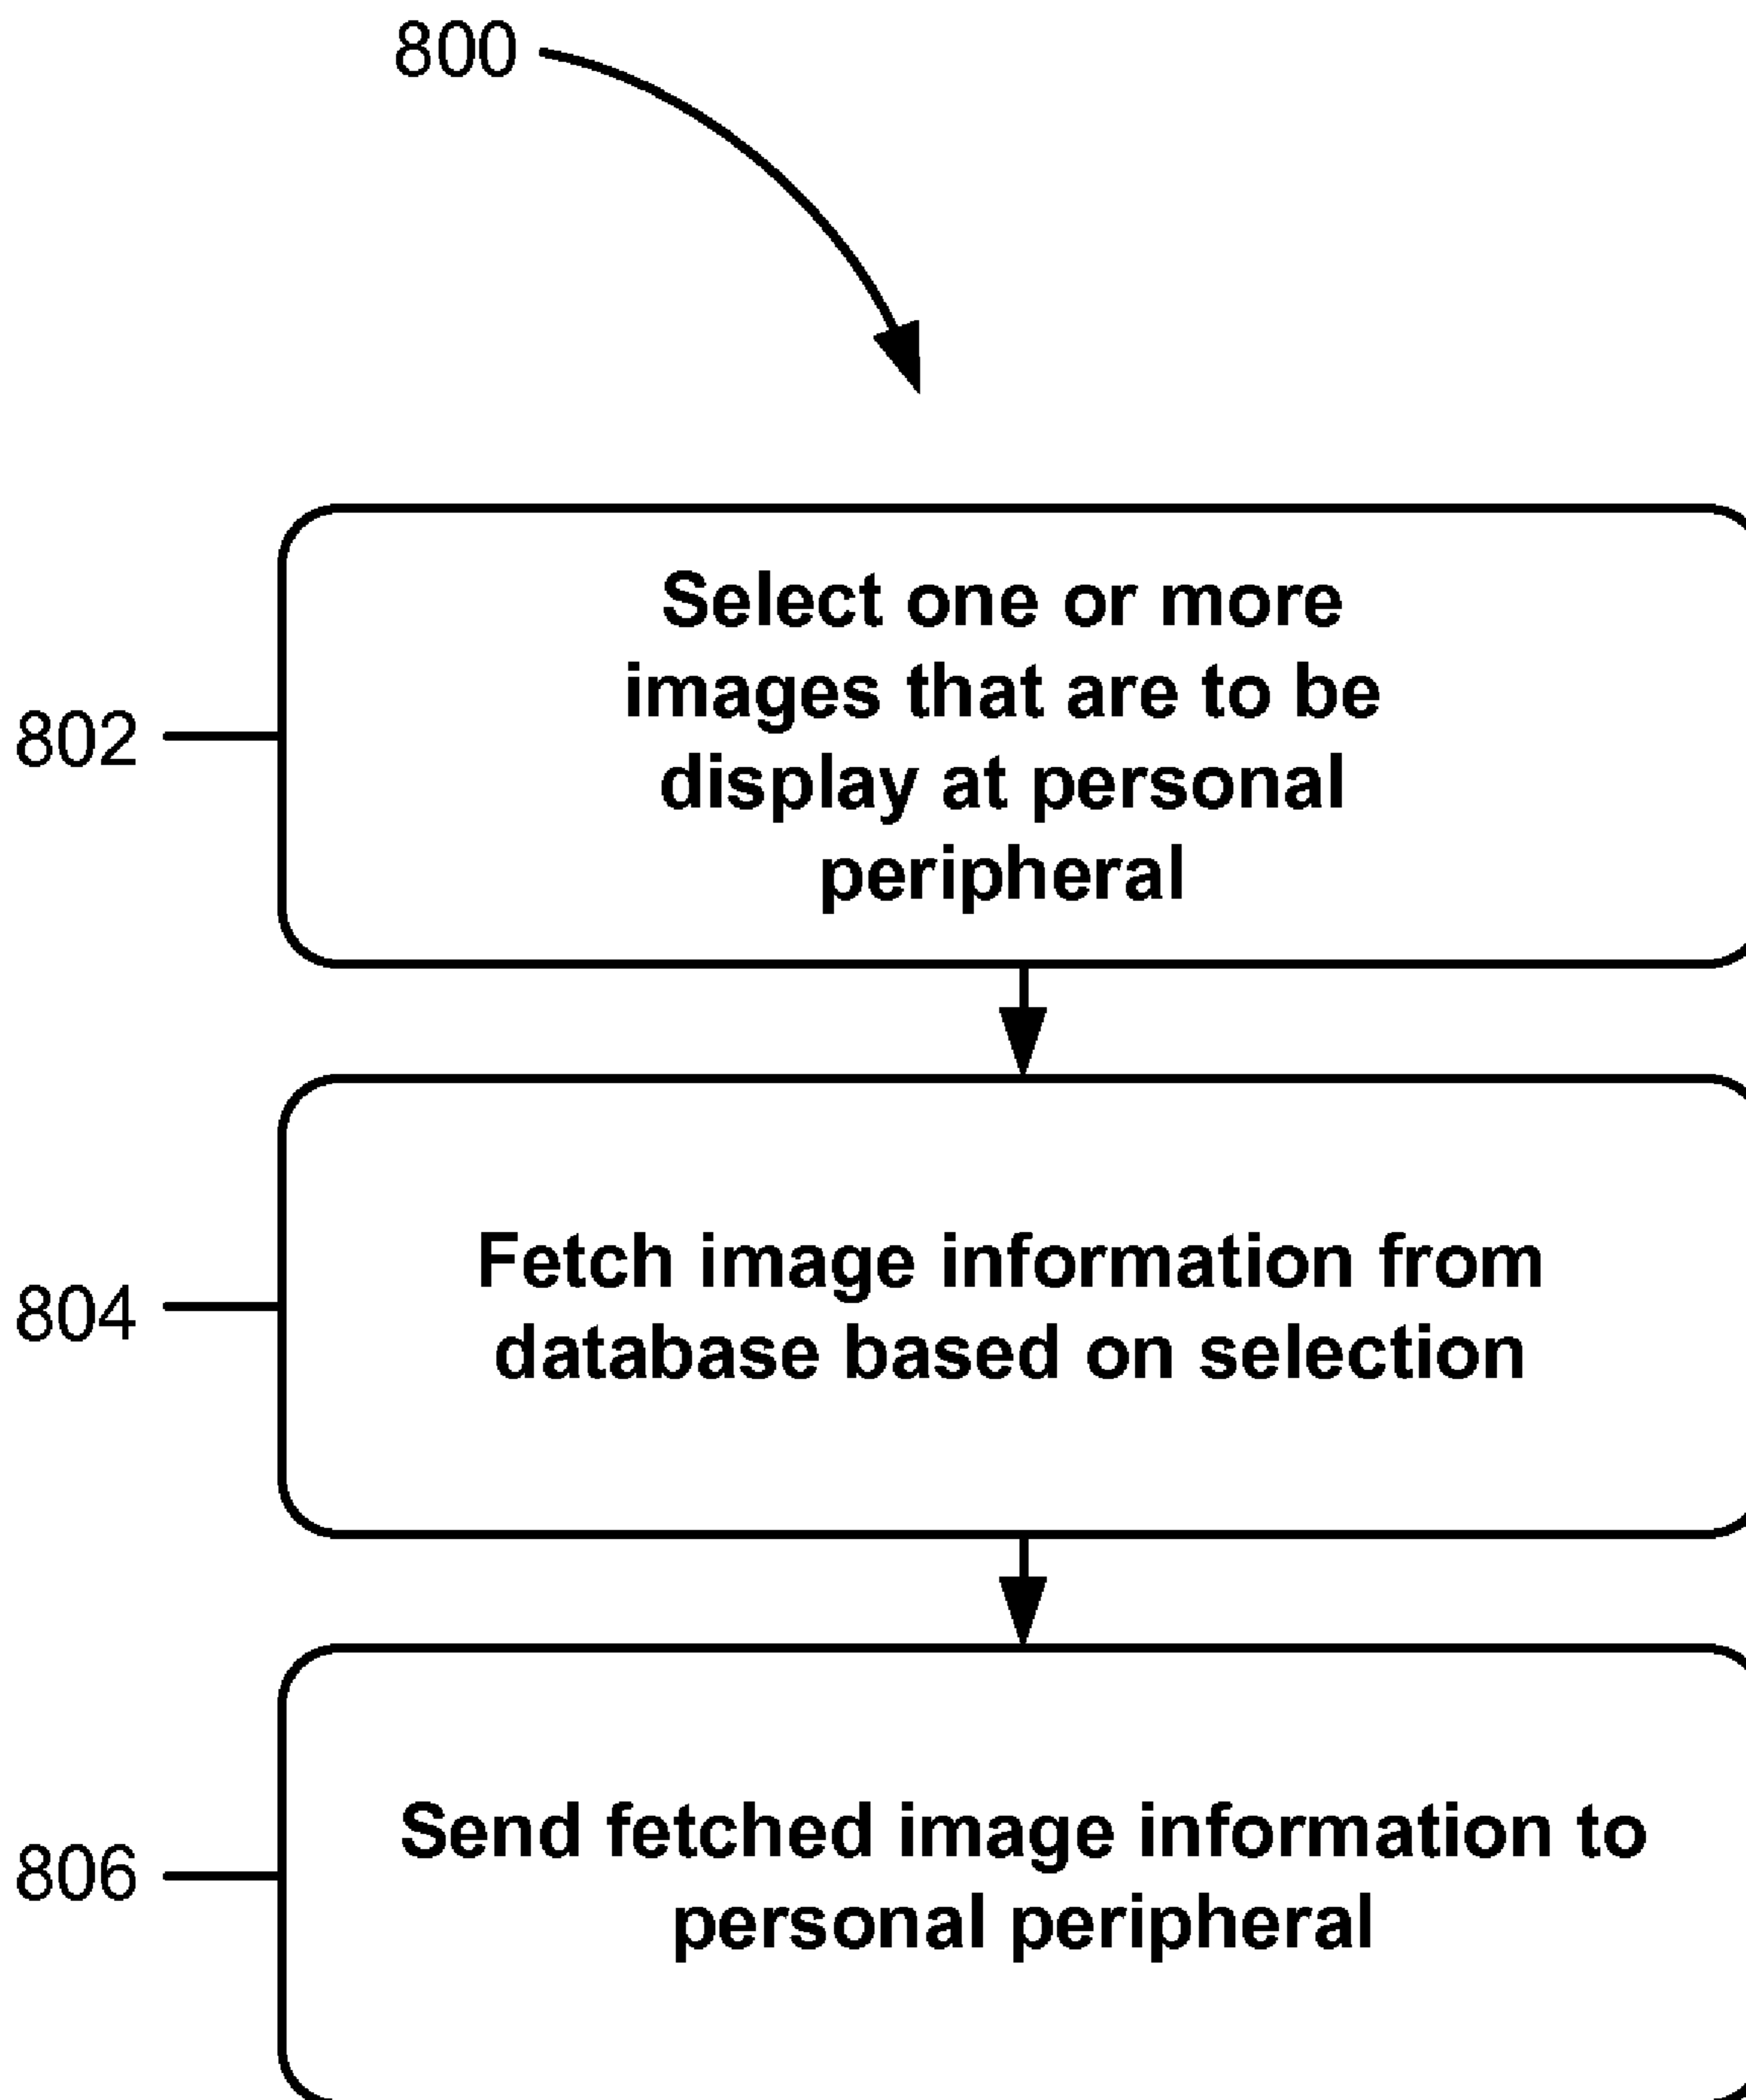 800
802
Select one or more
images that are to be
display at personal
peripheral
804
Fetch image information from
database based on selection
806
Send fetched image information to
personal peripheral